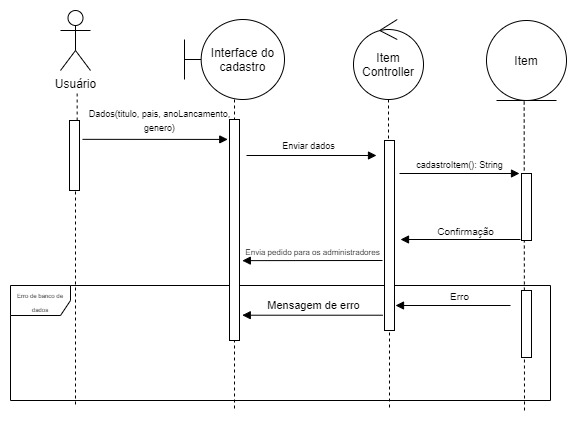 Usuário
Interface do
cadastro
Item
Controller
Item
Dados(titulo, pais, anoLancamento,
genero)
Enviar dados
cadastroItem(): String
Confirmação
Envia pedido para os administradores
Erro de banco de
dados
Erro
Mensagem de erro